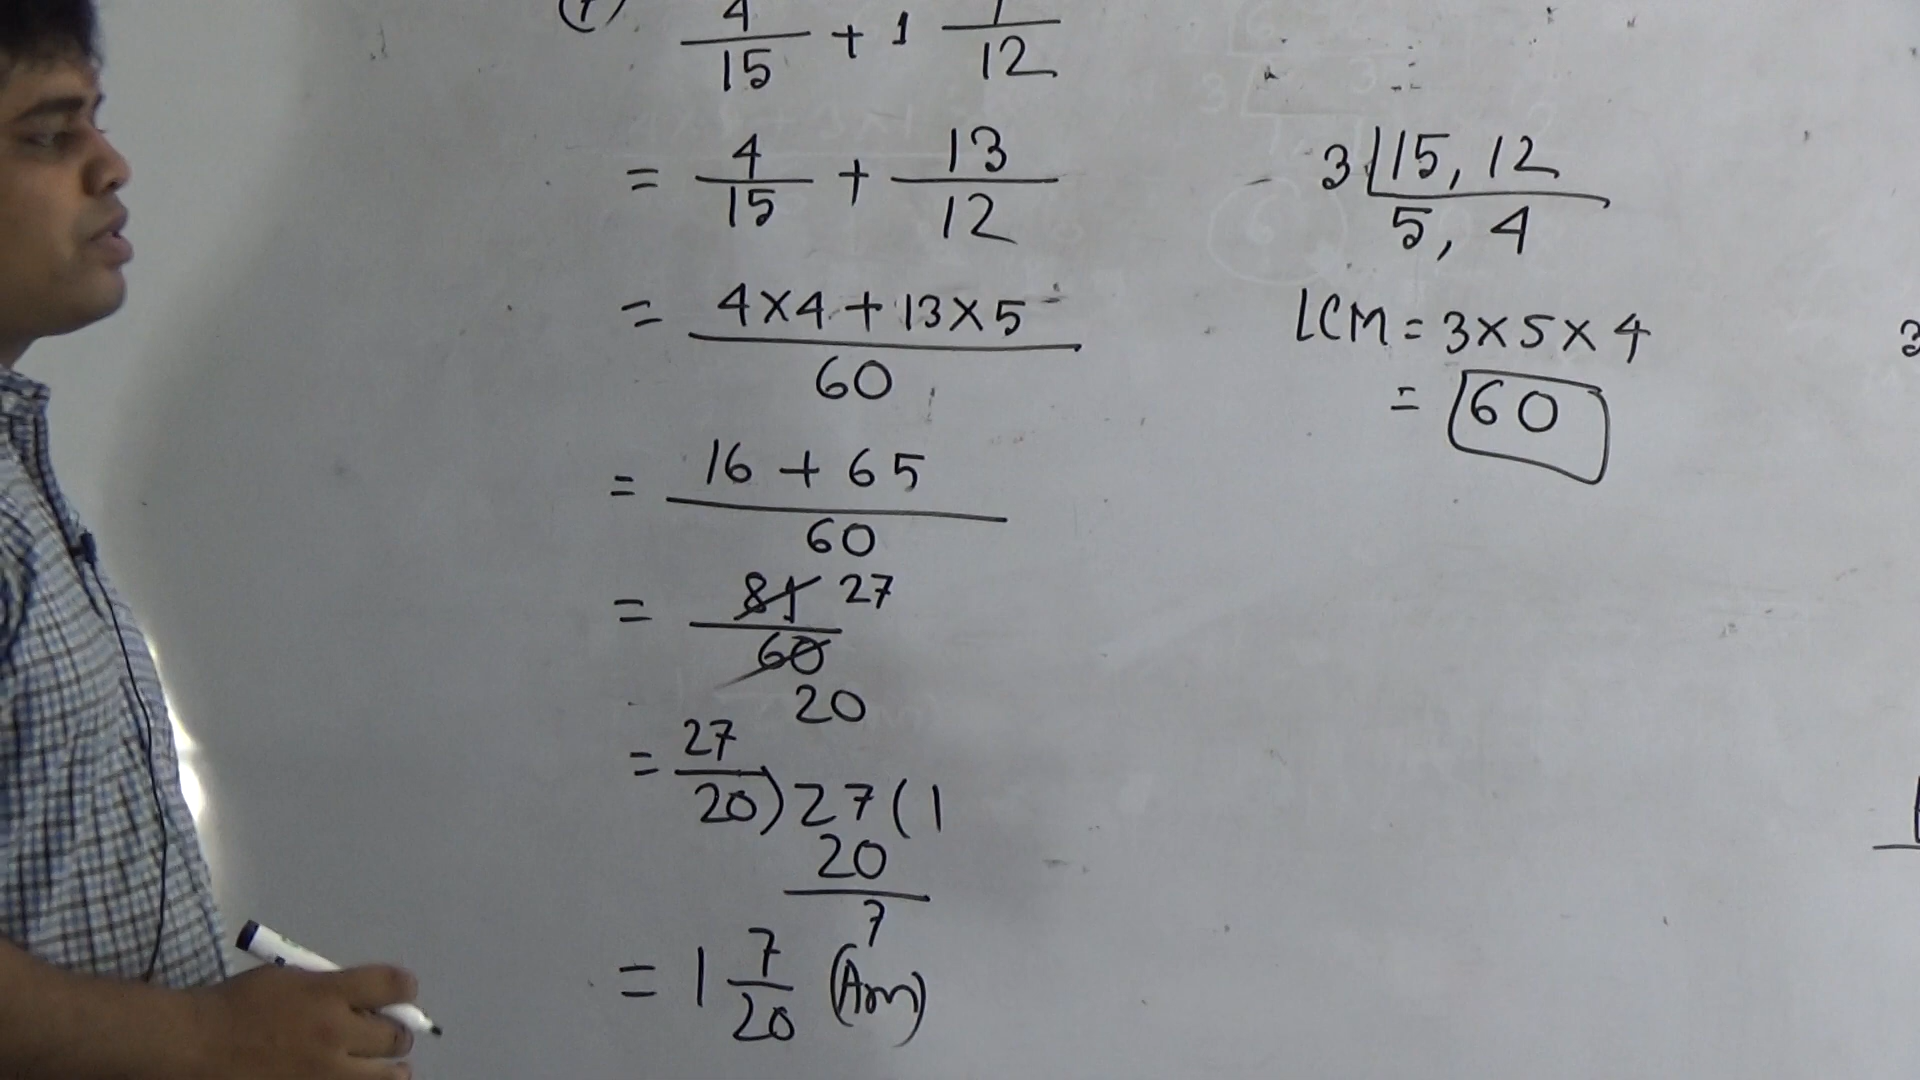 4/15 + 1 1/12
= 4/15 + 13/12
= 4×4 + 13×5 / 60
= 16 + 65 / 60
= 81 27 / 60 20
= 27/20 ) 27 ( 1
20
7
= 1 7/20 (Ans)
3 | 15, 12
5, 4
LCM = 3×5×4
= 60